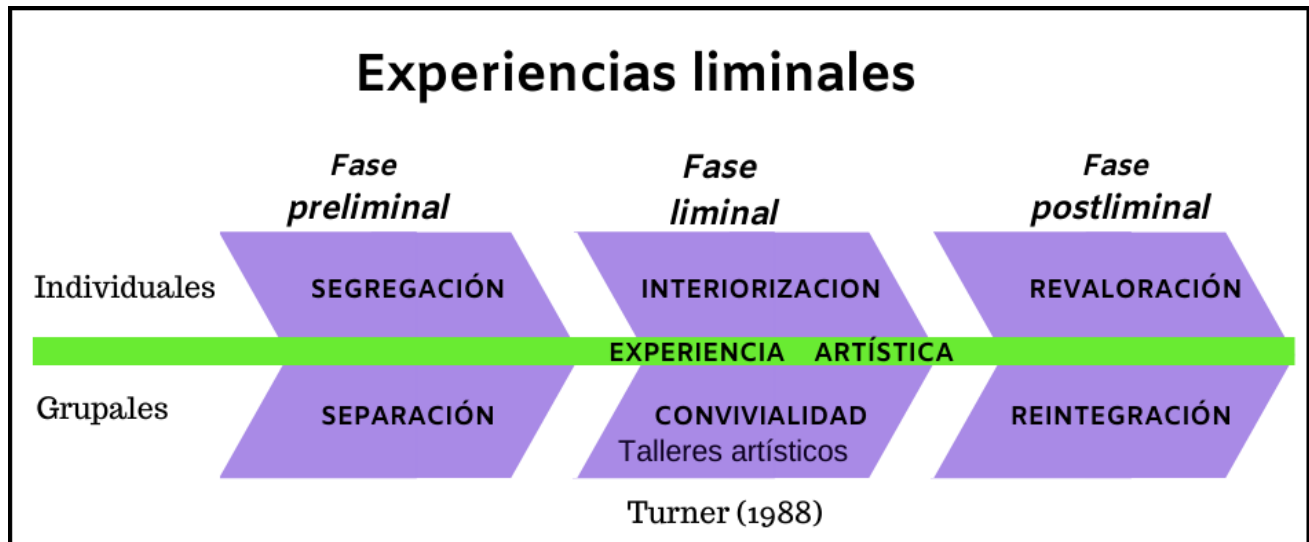 Experiencias liminales
Fase
preliminal
Fase
liminal
Fase
postliminal
Individuales
SEGREGACIÓN
INTERIORIZACION
REVALORACIÓN
EXPERIENCIA ARTÍSTICA
Grupales
SEPARACIÓN
CONVIVIALIDAD
Talleres artísticos
REINTEGRACIÓN
Turner (1988)